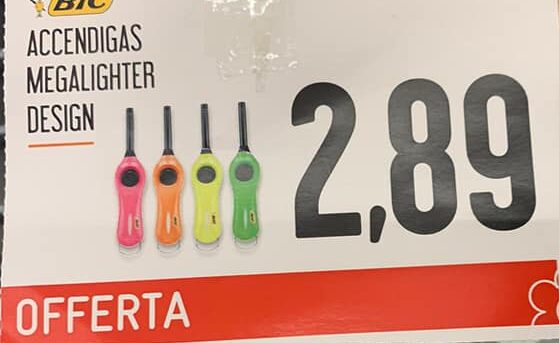 BIC
ACCENDIGAS
MEGALIGHTER
DESIGN
2,89
OFFERTA